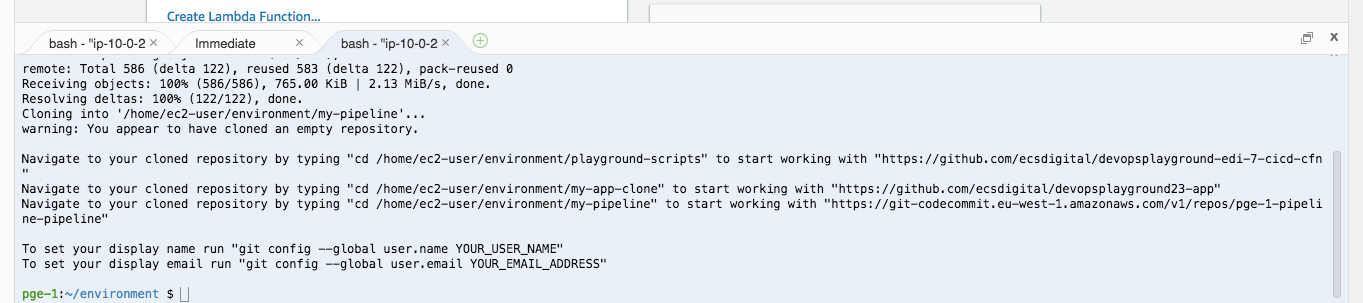 Create Lambda Function...
bash - "ip-10-0-2 ×
Immediate ×
bash - "ip-10-0-2 ×
remote: Total 586 (delta 122), reused 583 (delta 122), pack-reused 0
Receiving objects: 100% (586/586), 765.00 KiB | 2.13 MiB/s, done.
Resolving deltas: 100% (122/122), done.
Cloning into '/home/ec2-user/environment/my-pipeline'...
warning: You appear to have cloned an empty repository.
Navigate to your cloned repository by typing "cd /home/ec2-user/environment/playground-scripts" to start working with "https://github.com/ecsdigital/devopsplayground-edi-7-cicd-cfn
"
Navigate to your cloned repository by typing "cd /home/ec2-user/environment/my-app-clone" to start working with "https://github.com/ecsdigital/devopsplayground23-app"
Navigate to your cloned repository by typing "cd /home/ec2-user/environment/my-pipeline" to start working with "https://git-codecommit.eu-west-1.amazonaws.com/v1/repos/pge-1-pipeli
ne-pipeline"
To set your display name run "git config --global user.name YOUR_USER_NAME"
To set your display email run "git config --global user.email YOUR_EMAIL_ADDRESS"
pge-1:~/environment $